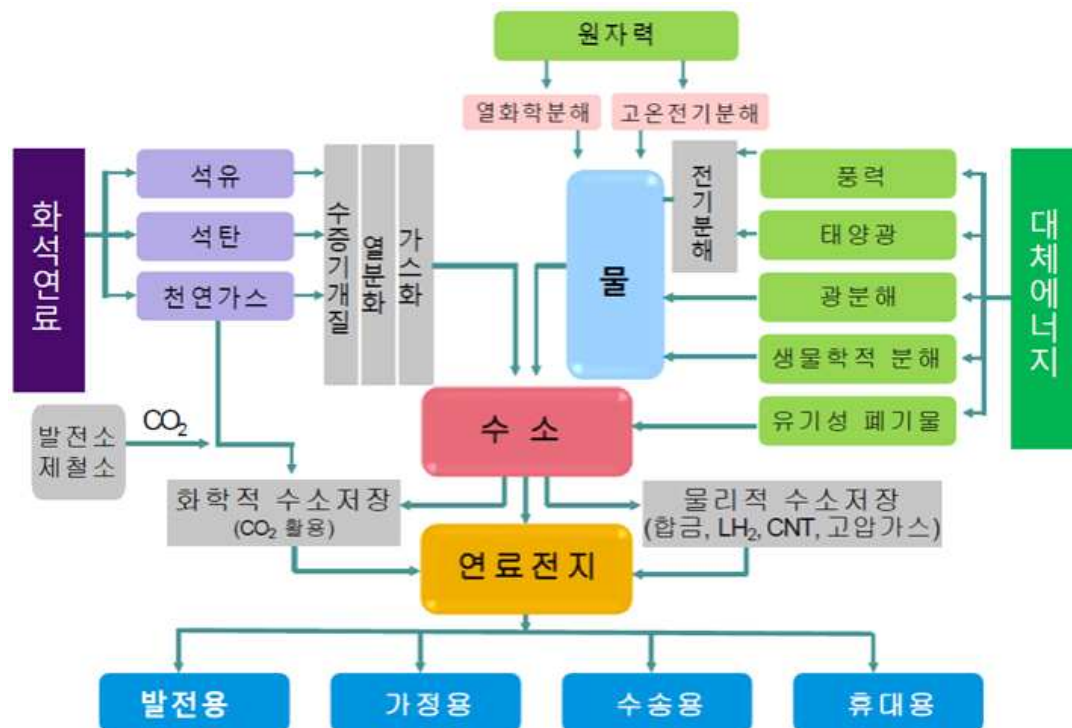 원자력
열화학분해
고온전기분해
화석연료
석유
석탄
천연가스
수증기개질
열분화
가스화
물
전기분해
풍력
태양광
광분해
생물학적 분해
유기성 폐기물
대체에너지
발전소
제철소
CO₂
수 소
화학적 수소저장
(CO₂ 활용)
물리적 수소저장
(합금, LH₂, CNT, 고압가스)
연료전지
발전용
가정용
수송용
휴대용